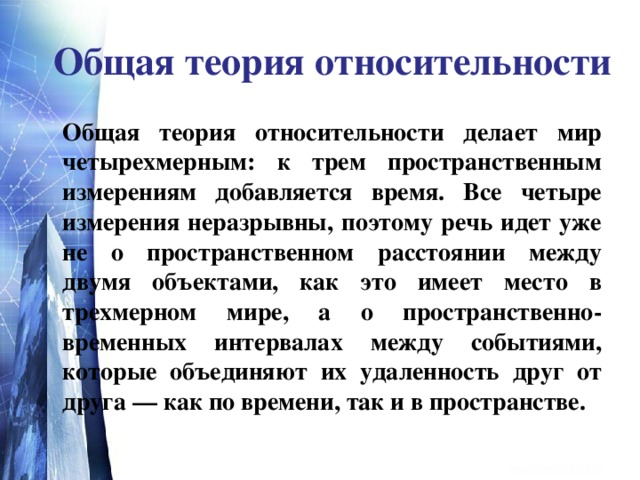 Общая теория относительности
Общая теория относительности делает мир
четырехмерным: к трем пространственным
измерениям добавляется время. Все четыре
измерения неразрывны, поэтому речь идет уже
не о пространственном расстоянии между
двумя объектами, как это имеет место в
трехмерном мире, а о пространственно-
временных интервалах между событиями,
которые объединяют их удаленность друг от
друга — как по времени, так и в пространстве.